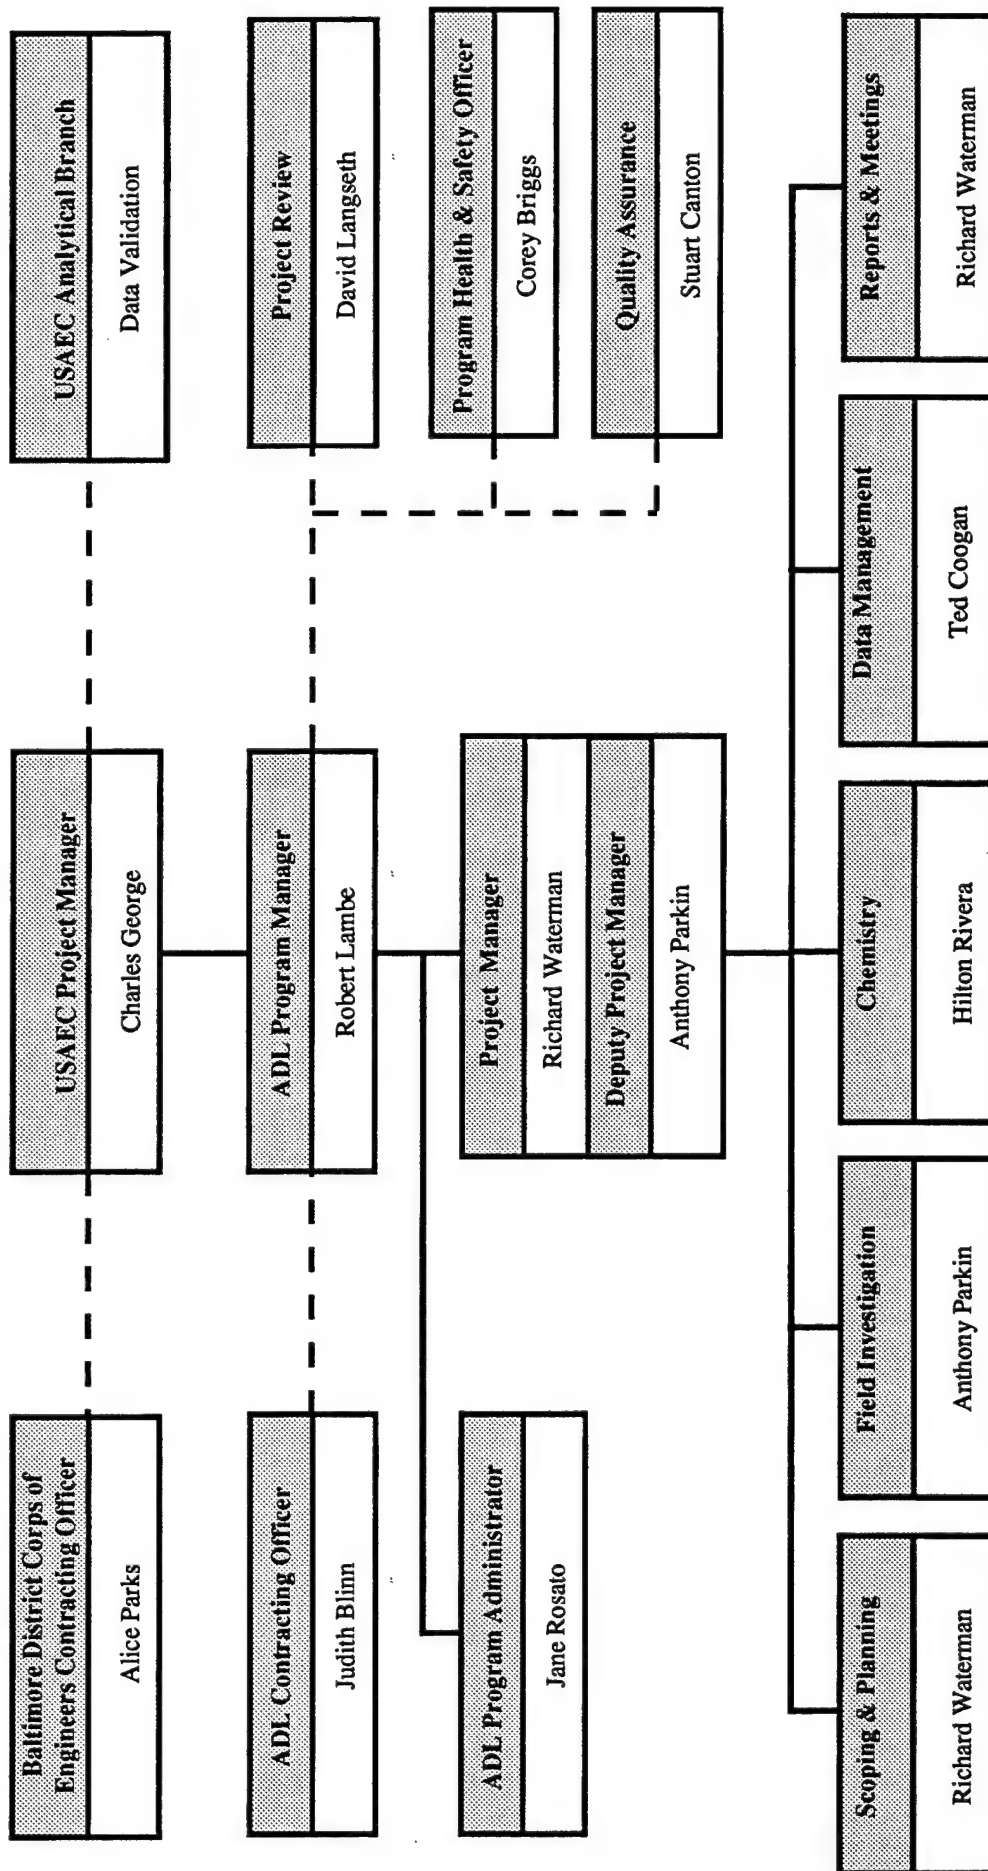 Baltimore District Corps of
Engineers Contracting Officer
Alice Parks
USAEC Project Manager
Charles George
USAEC Analytical Branch
Data Validation
ADL Contracting Officer
Judith Blinn
ADL Program Manager
Robert Lambe
Project Review
David Langseth
ADL Program Administrator
Jane Rosato
Project Manager
Richard Waterman
Deputy Project Manager
Anthony Parkin
Program Health & Safety Officer
Corey Briggs
Quality Assurance
Stuart Canton
Scoping & Planning
Richard Waterman
Field Investigation
Anthony Parkin
Chemistry
Hilton Rivera
Data Management
Ted Coogan
Reports & Meetings
Richard Waterman